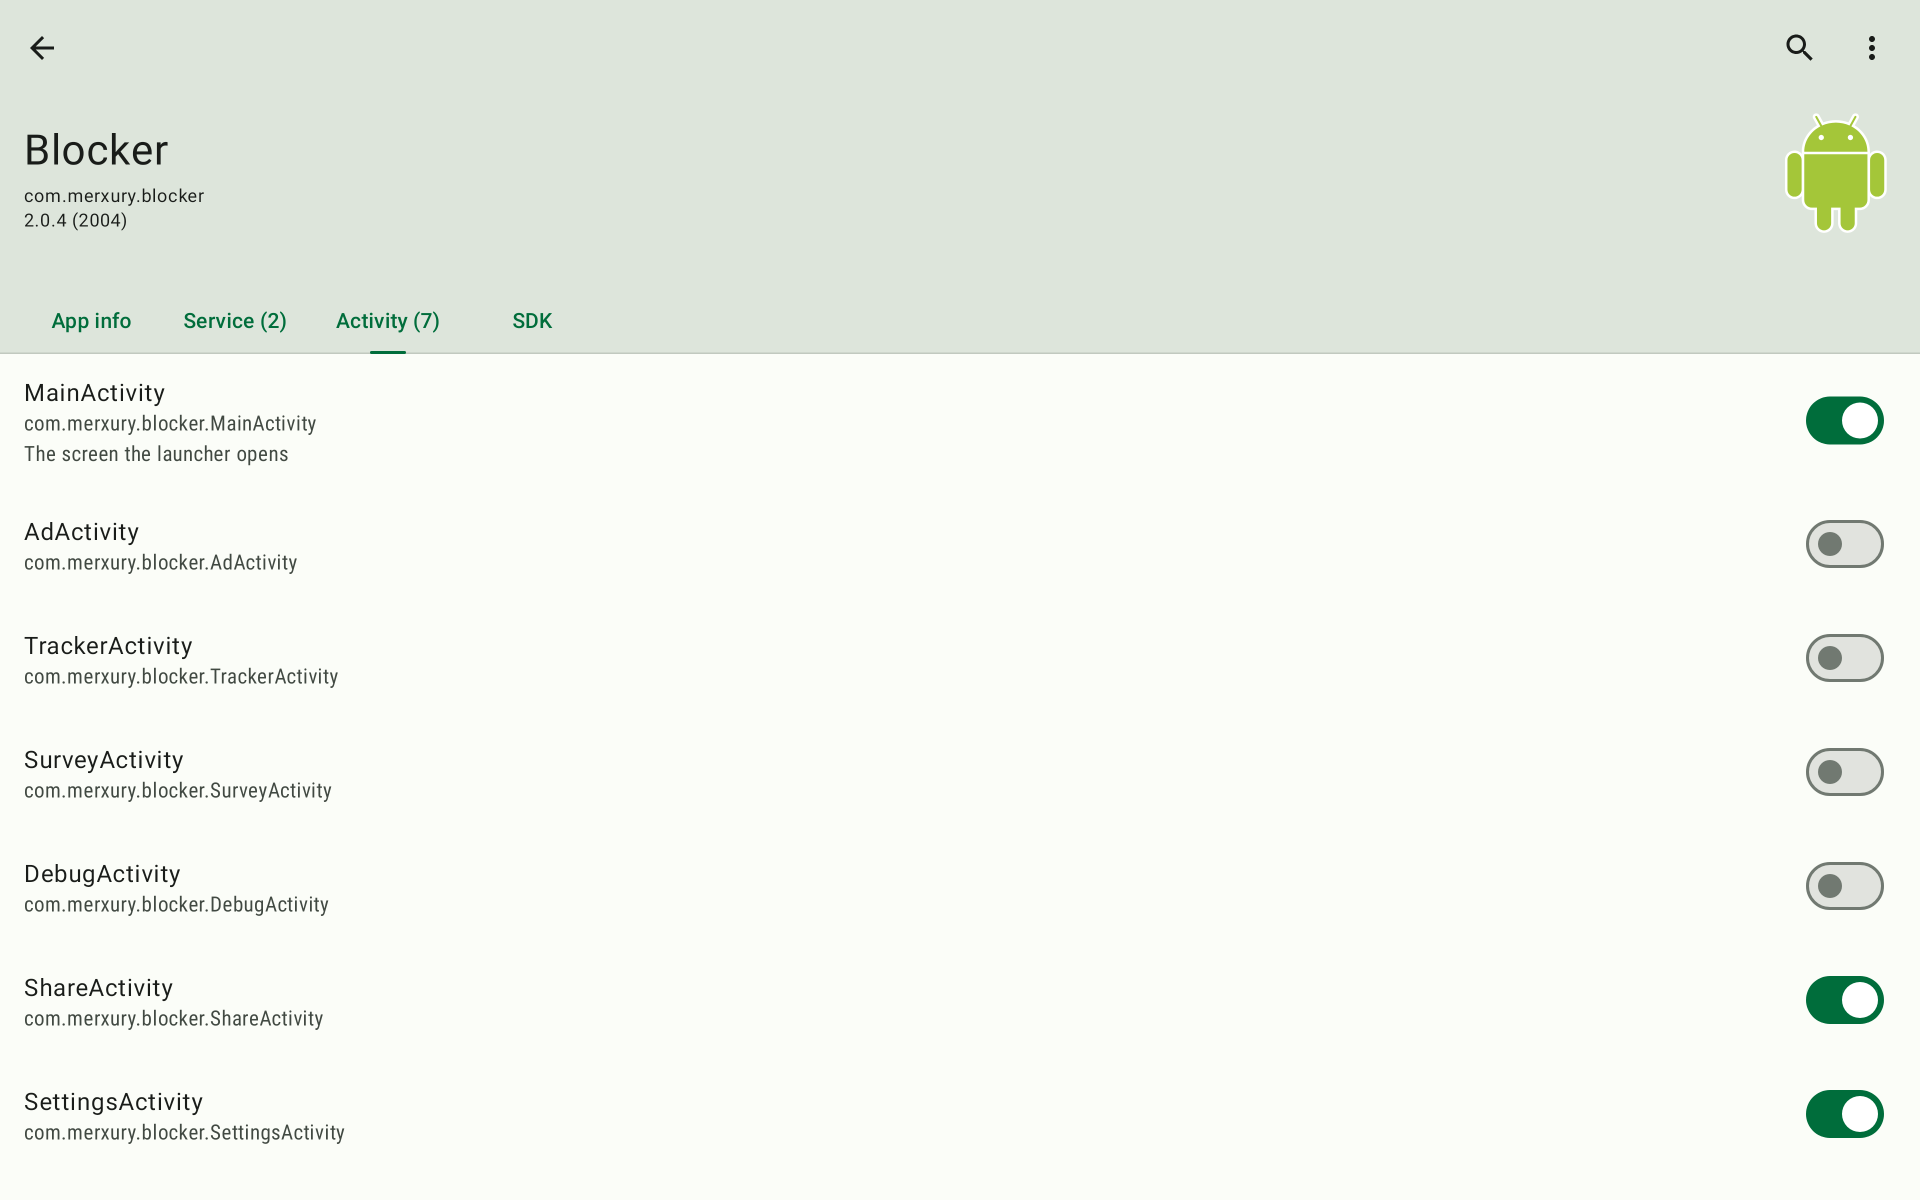 Blocker
com.merxury.blocker
2.0.4 (2004)
App info
Service (2)
Activity (7)
SDK
MainActivity
com.merxury.blocker.MainActivity
The screen the launcher opens
AdActivity
com.merxury.blocker.AdActivity
TrackerActivity
com.merxury.blocker.TrackerActivity
SurveyActivity
com.merxury.blocker.SurveyActivity
DebugActivity
com.merxury.blocker.DebugActivity
ShareActivity
com.merxury.blocker.ShareActivity
SettingsActivity
com.merxury.blocker.SettingsActivity